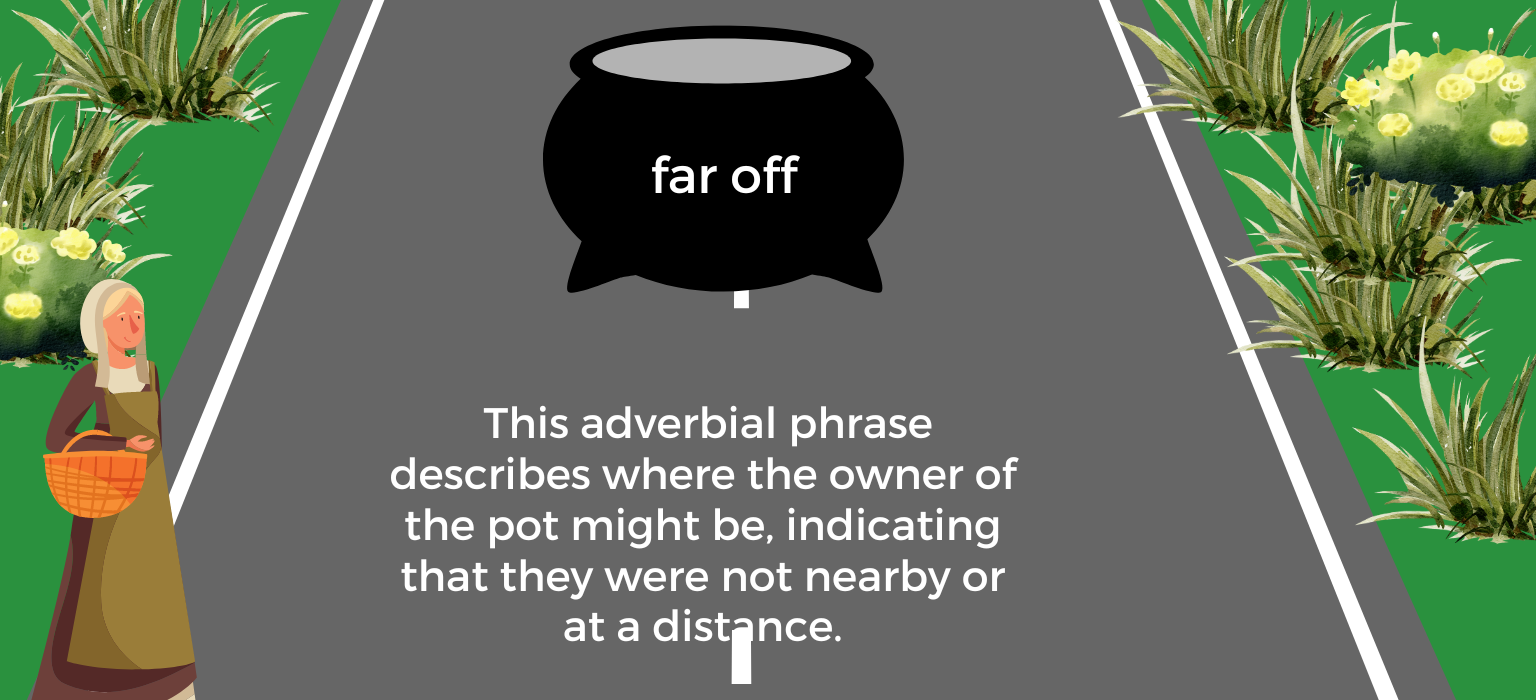 far off
This adverbial phrase
describes where the owner of
the pot might be, indicating
that they were not nearby or
at a distance.